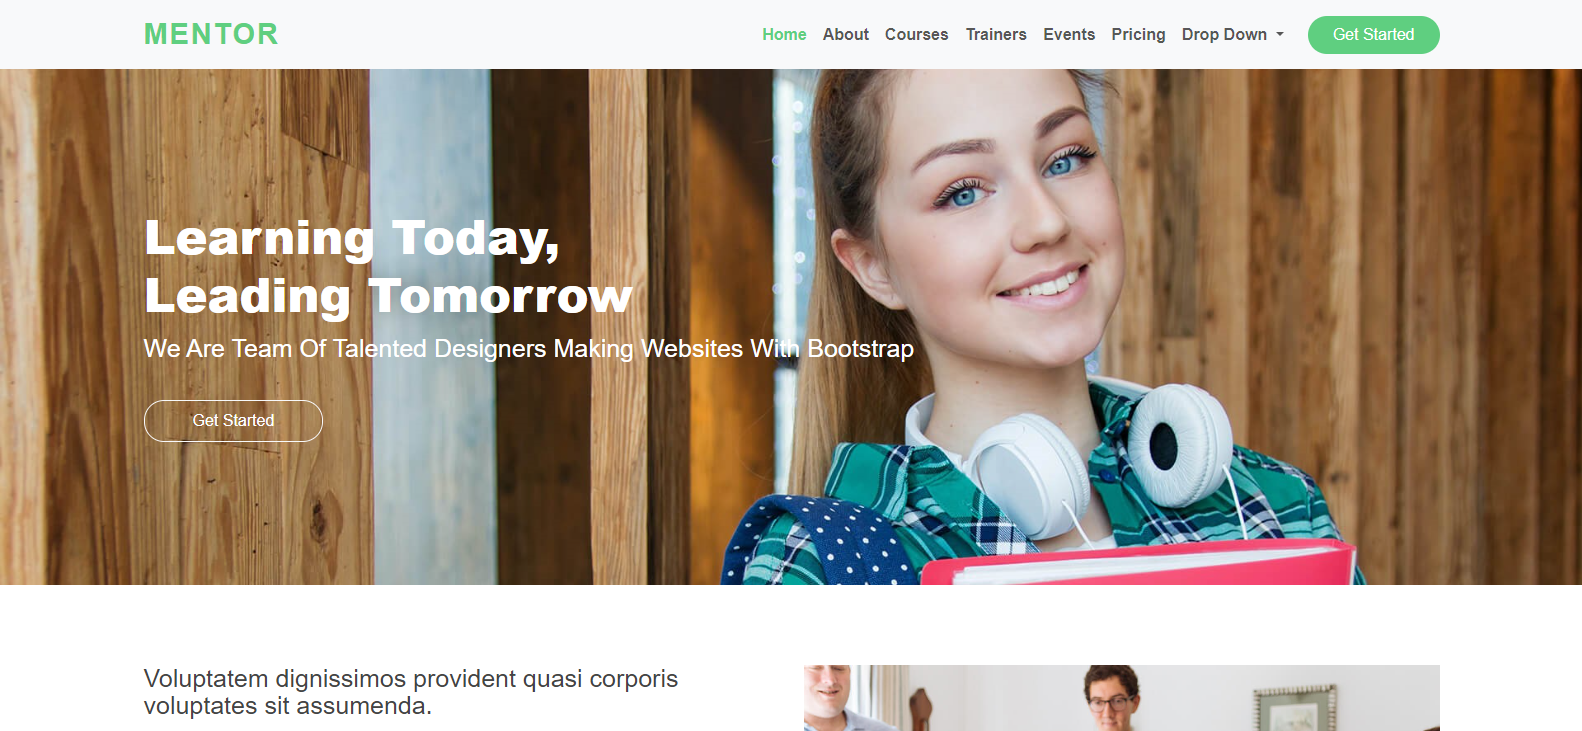 MENTOR
Home About Courses Trainers Events Pricing Drop Down Get Started
Learning Today,
Leading Tomorrow
We Are Team Of Talented Designers Making Websites With Bootstrap
Get Started
Voluptatem dignissimos provident quasi corporis
voluptates sit assumenda.